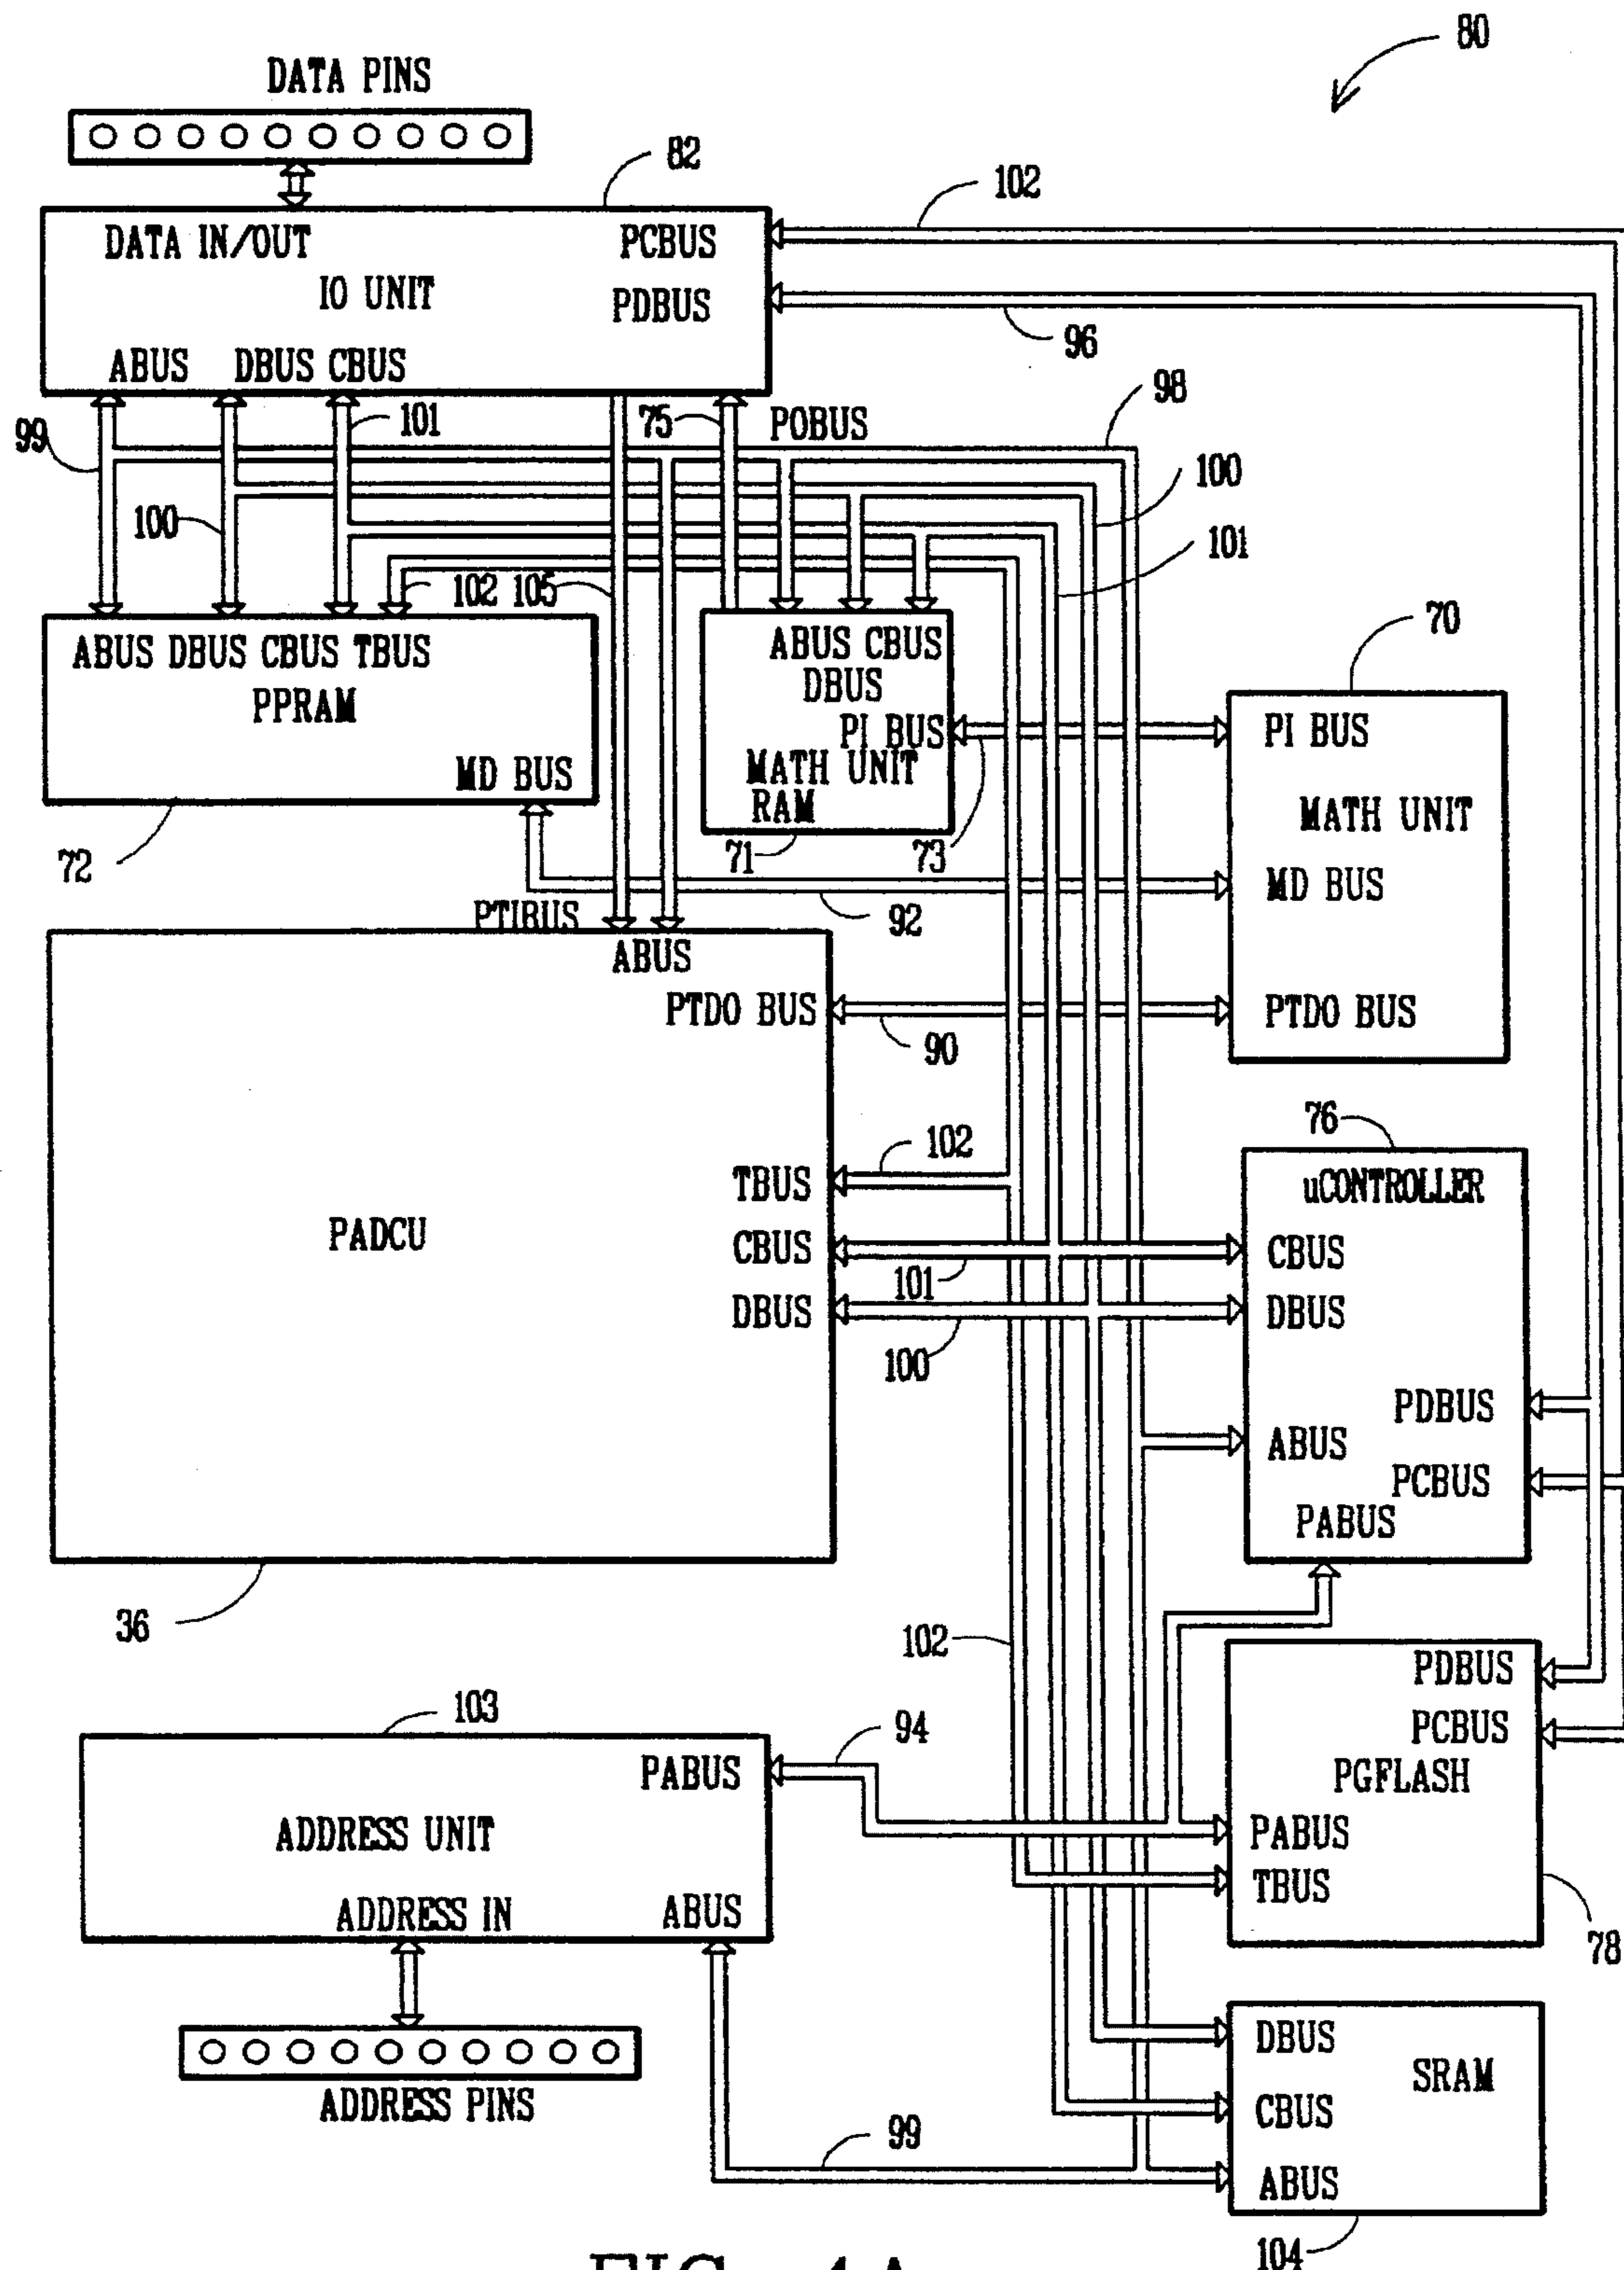 80
DATA PINS
82
102
DATA IN/OUT PCBUS
IO UNIT
PDBUS
96
ABUS DBUS CBUS
98
99 101 75 POBUS
100
100
101
102 105
70
ABUS DBUS CBUS TBUS
ABUS CBUS
DBUS
PPRAM
PI BUS
PI BUS
MATH UNIT
RAM
MD BUS
MATH UNIT
72
71
73
MD BUS
92
PTIBUS
ABUS
PTDO BUS
PTDO BUS
90
76
102
uCONTROLLER
TBUS
PADCU
CBUS
CBUS
101
DBUS
DBUS
100
PDBUS
ABUS
PCBUS
PABUS
36
102
PDBUS
103
94
PCBUS
PABUS
PGFLASH
ADDRESS UNIT
PABUS
TBUS
ADDRESS IN ABUS
78
DBUS
SRAM
ADDRESS PINS
CBUS
99
ABUS
104